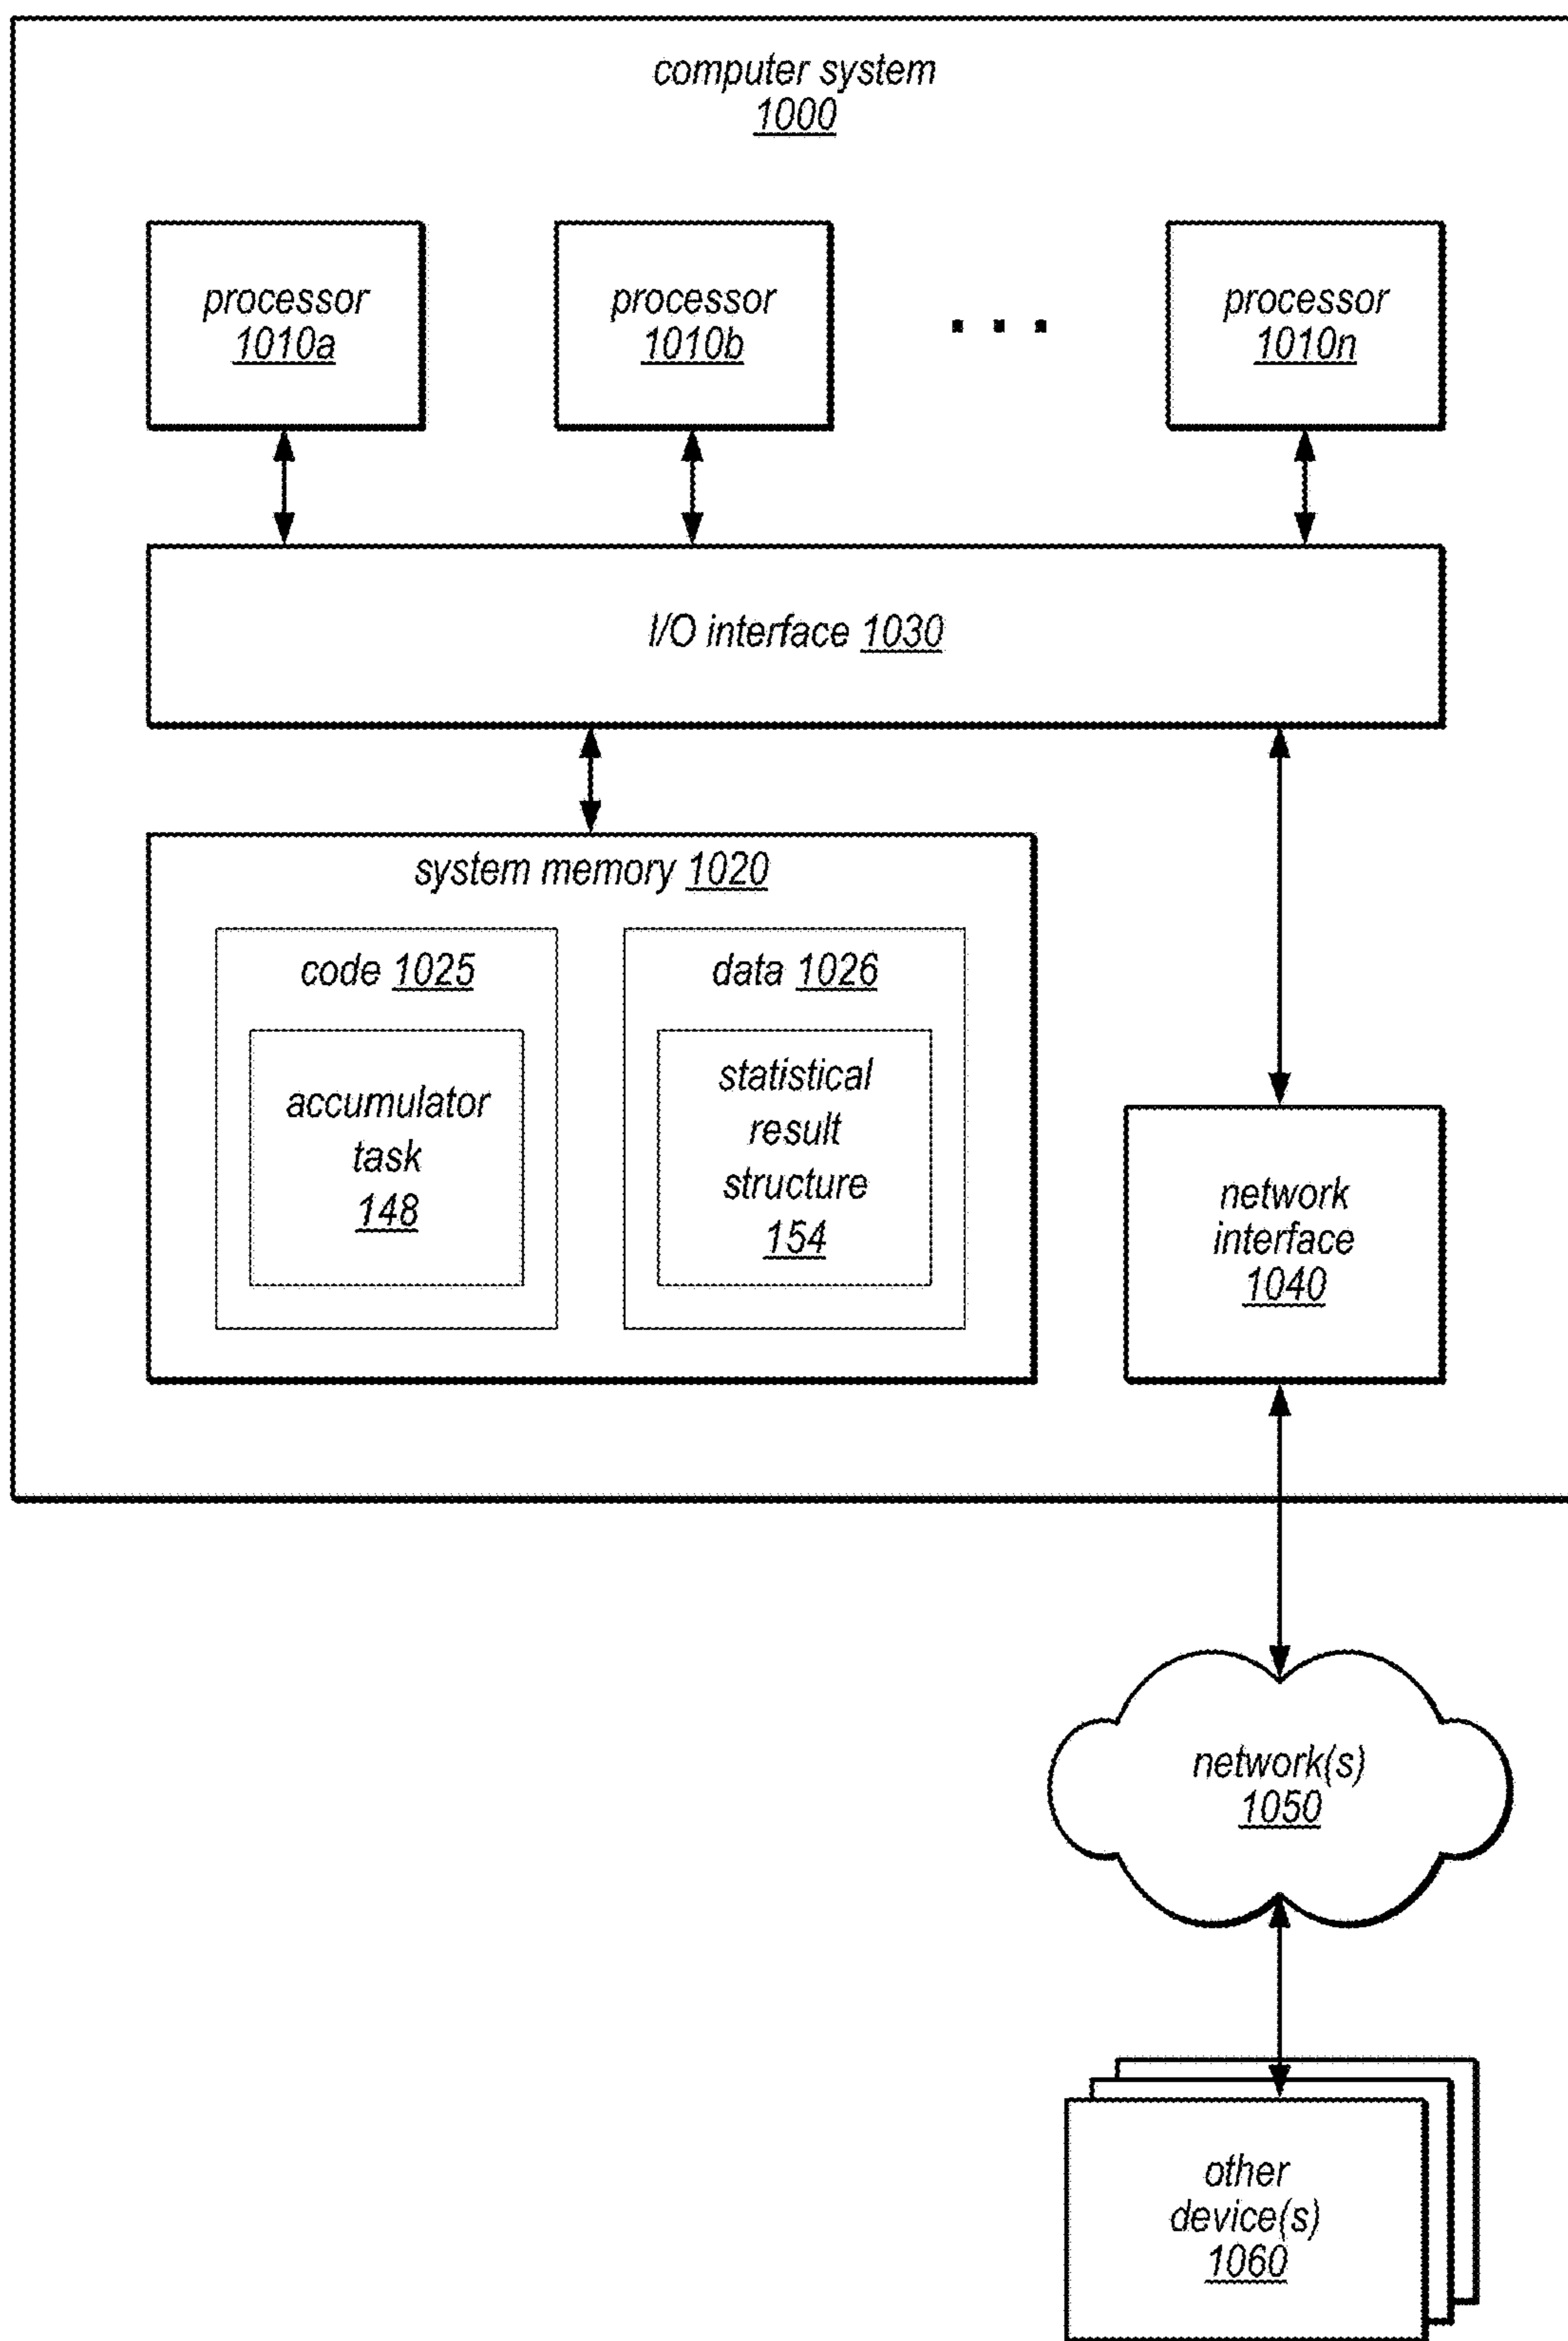 computer system
1000
processor
1010a
processor
1010b
. . .
processor
1010n
I/O interface 1030
system memory 1020
code 1025
accumulator
task
148
data 1026
statistical
result
structure
154
network
interface
1040
network(s)
1050
other
device(s)
1060